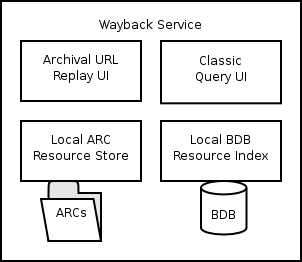 Wayback Service
Archival URL
Replay UI
Classic
Query UI
Local ARC
Resource Store
Local BDB
Resource Index
ARCs
BDB